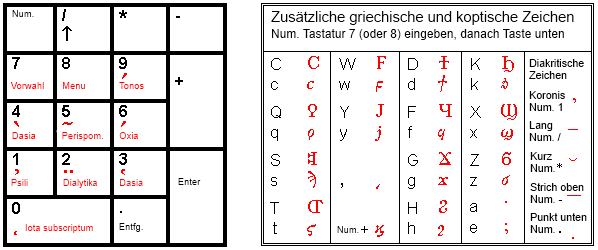 Num. / * -
↑
7 8 9 +
Vorwahl Menu Tonos
4 5 6
Dasia Perispom. Oxia
1 2 3
Psili Dialytika Dasia Enter
0 .
Iota subscriptum Entfg.
Zusätzliche griechische und koptische Zeichen
Num. Tastatur 7 (oder 8) eingeben, danach Taste unten
C Ϲ W Ϝ D Ϯ K Ϧ
c ϲ w ϝ d ϯ k ϧ
Q Ϙ Y Ϳ F Ϥ X Ϣ
q ϙ y ϳ f ϥ x ϣ
S G Ϫ Z Ϭ
s ϡ , ͵ g ϫ z ϭ
T H Ϩ a ·
t ϛ Num.+ ϗ h ϩ e ;
Diakritische
Zeichen
Koronis
Num. 1
Lang
Num. /
Kurz
Num.*
Strich oben
Num. -
Punkt unten
Num. .